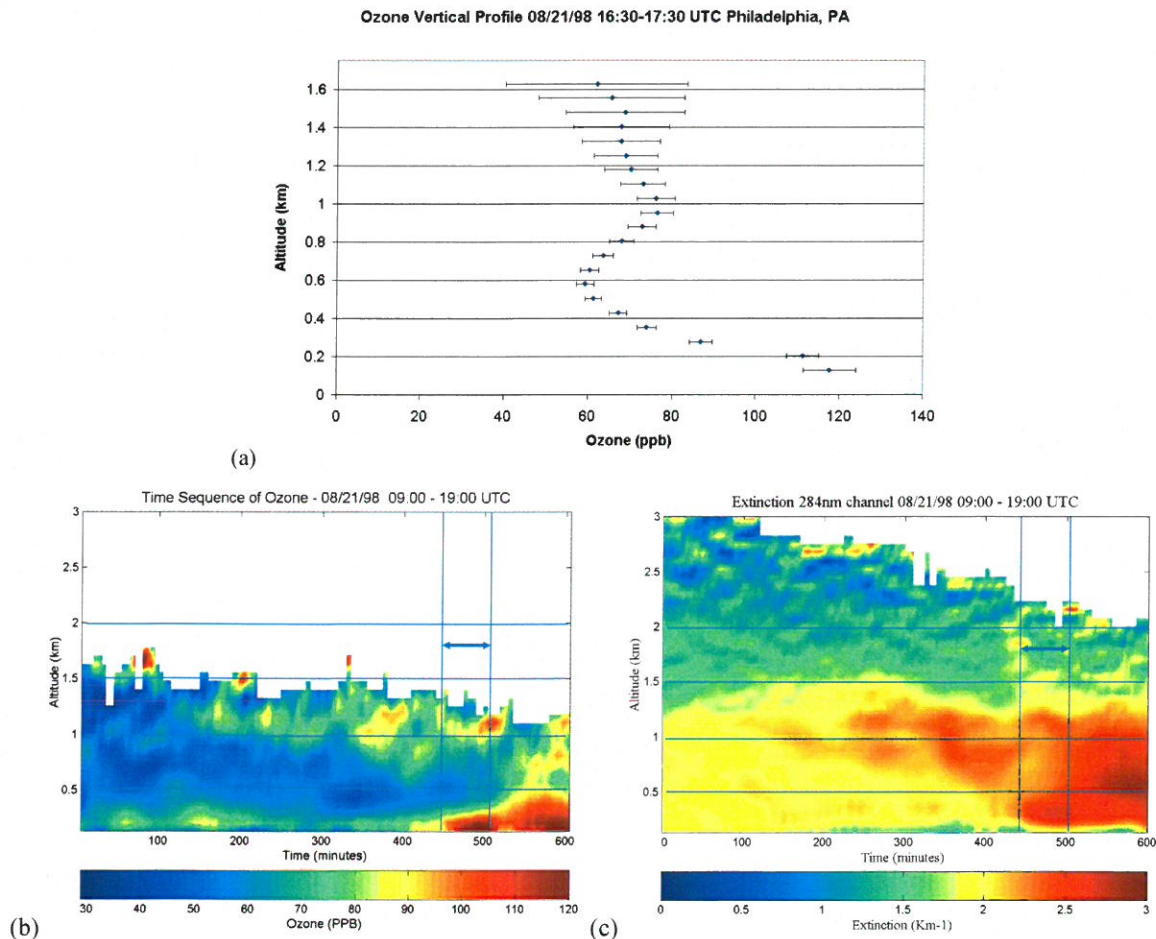 Ozone Vertical Profile 08/21/98 16:30-17:30 UTC Philadelphia, PA
1.6
1.4
1.2
1
0.8
0.6
0.4
0.2
0
Altitude (km)
0 20 40 60 80 100 120 140
Ozone (ppb)
(a)
Time Sequence of Ozone - 08/21/98 09:00 - 19:00 UTC
3
2.5
2
1.5
1
0.5
Altitude (km)
100 200 300 400 500 600
Time (minutes)
30 40 50 60 70 80 90 100 110 120
Ozone (PPB)
(b)
Extinction 284nm channel 08/21/98 09:00 - 19:00 UTC
3
2.5
2
1.5
1
0.5
Altitude (km)
0 100 200 300 400 500 600
Time (minutes)
0 0.5 1 1.5 2 2.5 3
Extinction (Km-1)
(c)